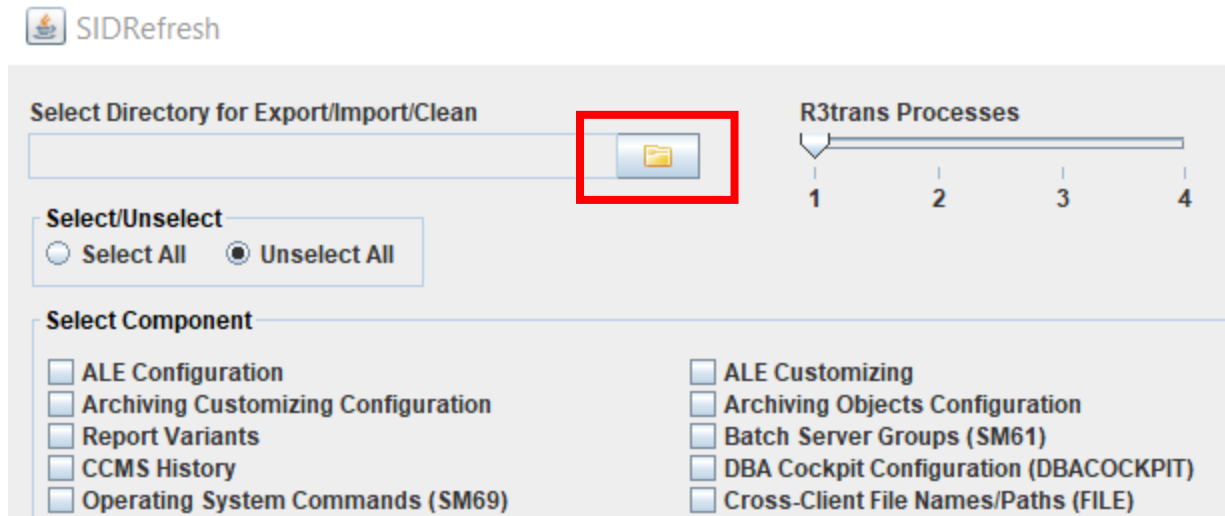 SIDRefresh
Select Directory for Export/Import/Clean
R3trans Processes
1 2 3 4
Select/Unselect
Select All Unselect All
Select Component
ALE Configuration
ALE Customizing
Archiving Customizing Configuration
Archiving Objects Configuration
Report Variants
Batch Server Groups (SM61)
CCMS History
DBA Cockpit Configuration (DBACOCKPIT)
Operating System Commands (SM69)
Cross-Client File Names/Paths (FILE)